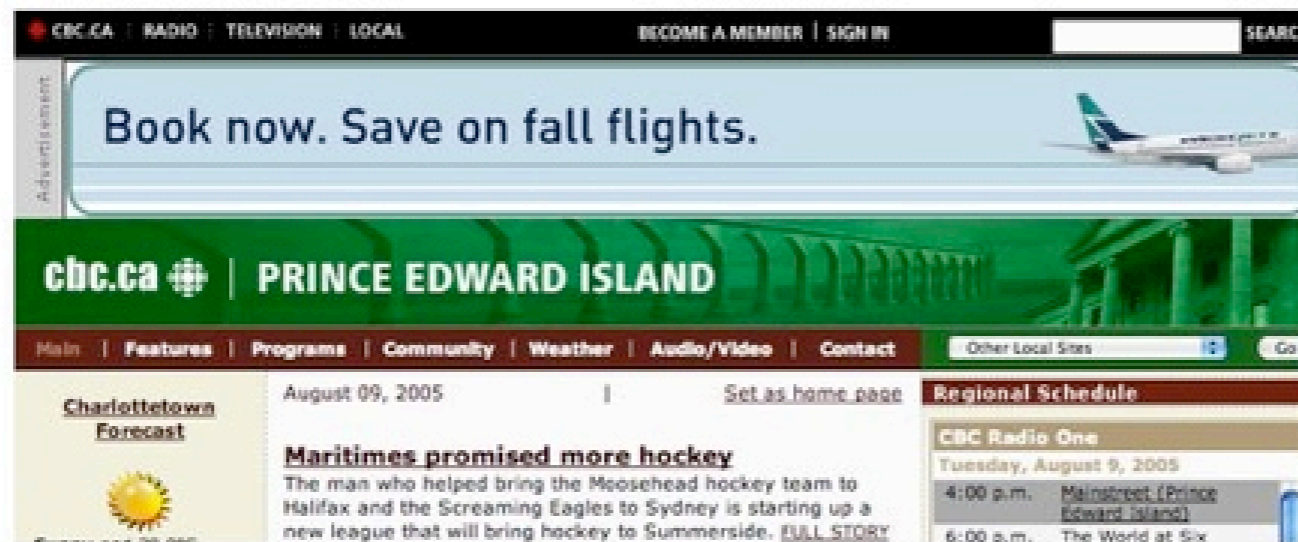 CBC.CA RADIO TELEVISION LOCAL
BECOME A MEMBER | SIGN IN
SEARC
Advertisement
Book now. Save on fall flights.
cbc.ca | PRINCE EDWARD ISLAND
Main | Features | Programs | Community | Weather | Audio/Video | Contact
Other Local Sites
Go
Charlottetown
Forecast
August 09, 2005 | Set as home page
Maritimes promised more hockey
The man who helped bring the Moosehead hockey team to
Halifax and the Screaming Eagles to Sydney is starting up a
new league that will bring hockey to Summerside. FULL STORY
Regional Schedule
CBC Radio One
Tuesday, August 9, 2005
4:00 p.m. Mainstreet (Prince
Edward Island)
6:00 p.m. The World at Six